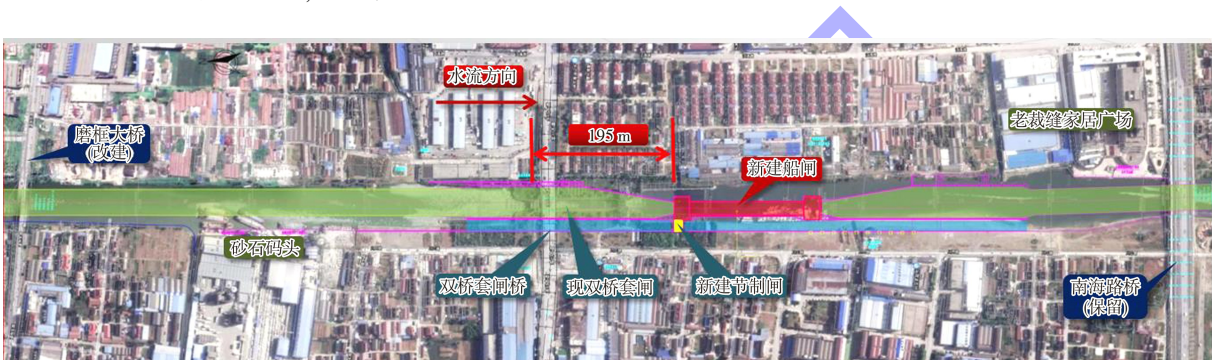 水流方向
195 m
磨框大桥
(改建)
老裁缝家居广场
新建船闸
砂石码头
双桥套闸桥
现双桥套闸
新建节制闸
南海路桥
(保留)